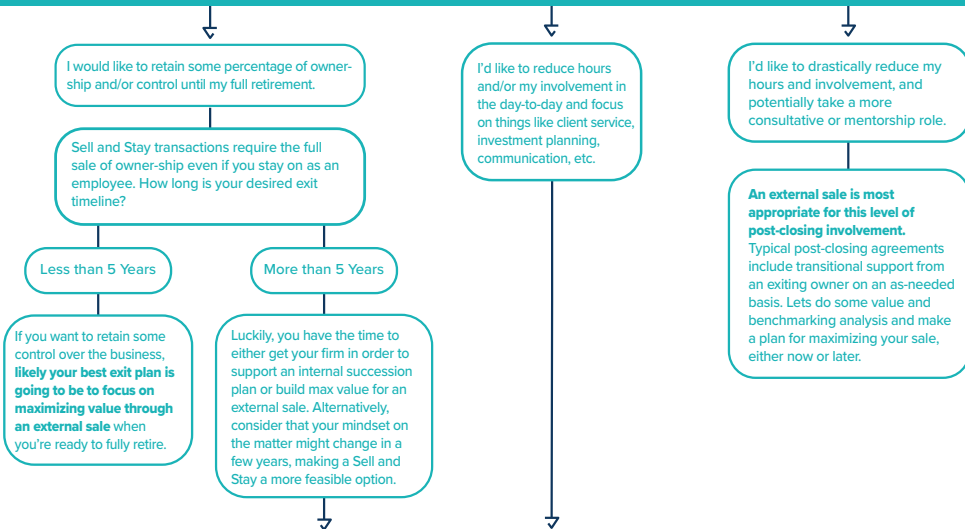 I would like to retain some percentage of owner-
ship and/or control until my full retirement.
Sell and Stay transactions require the full
sale of owner-ship even if you stay on as an
employee. How long is your desired exit
timeline?
Less than 5 Years
More than 5 Years
If you want to retain some
control over the business,
likely your best exit plan is
going to be to focus on
maximizing value through
an external sale when
you're ready to fully retire.
Luckily, you have the time to
either get your firm in order to
support an internal succession
plan or build max value for an
external sale. Alternatively,
consider that your mindset on
the matter might change in a
few years, making a Sell and
Stay a more feasible option.
I'd like to reduce hours
and/or my involvement in
the day-to-day and focus
on things like client service,
investment planning,
communication, etc.
I'd like to drastically reduce my
hours and involvement, and
potentially take a more
consultative or mentorship role.
An external sale is most
appropriate for this level of
post-closing involvement.
Typical post-closing agreements
include transitional support from
an exiting owner on an as-needed
basis. Lets do some value and
benchmarking analysis and make
a plan for maximizing your sale,
either now or later.